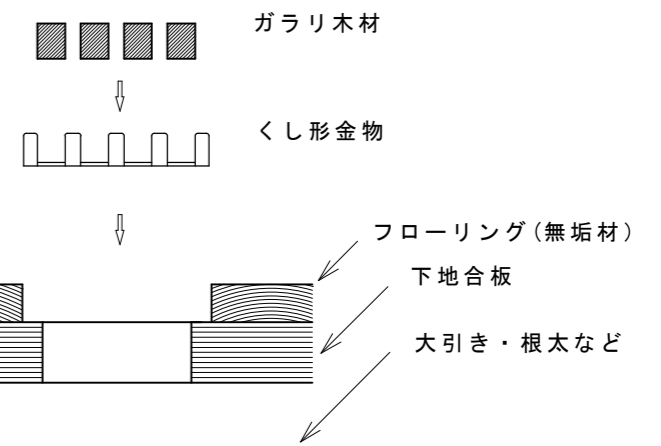 ガラリ木材
くし形金物
フローリング(無垢材)
下地合板
大引き・根太など